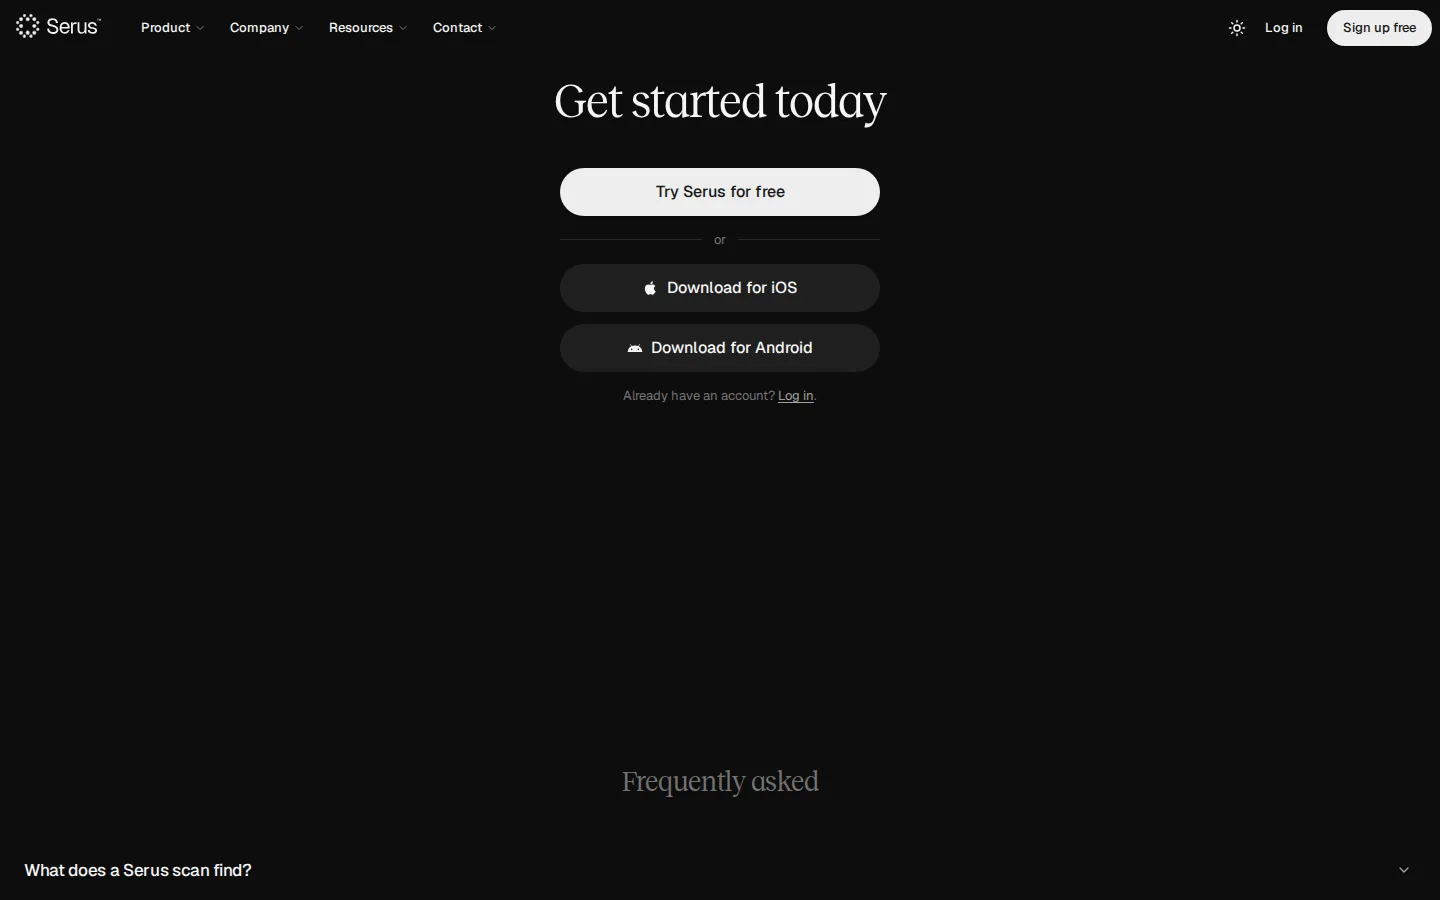 Serus™
Product
Company
Resources
Contact
Log in
Sign up free
Get started today
Try Serus for free
or
Download for iOS
Download for Android
Already have an account? Log in.
Frequently asked
What does a Serus scan find?